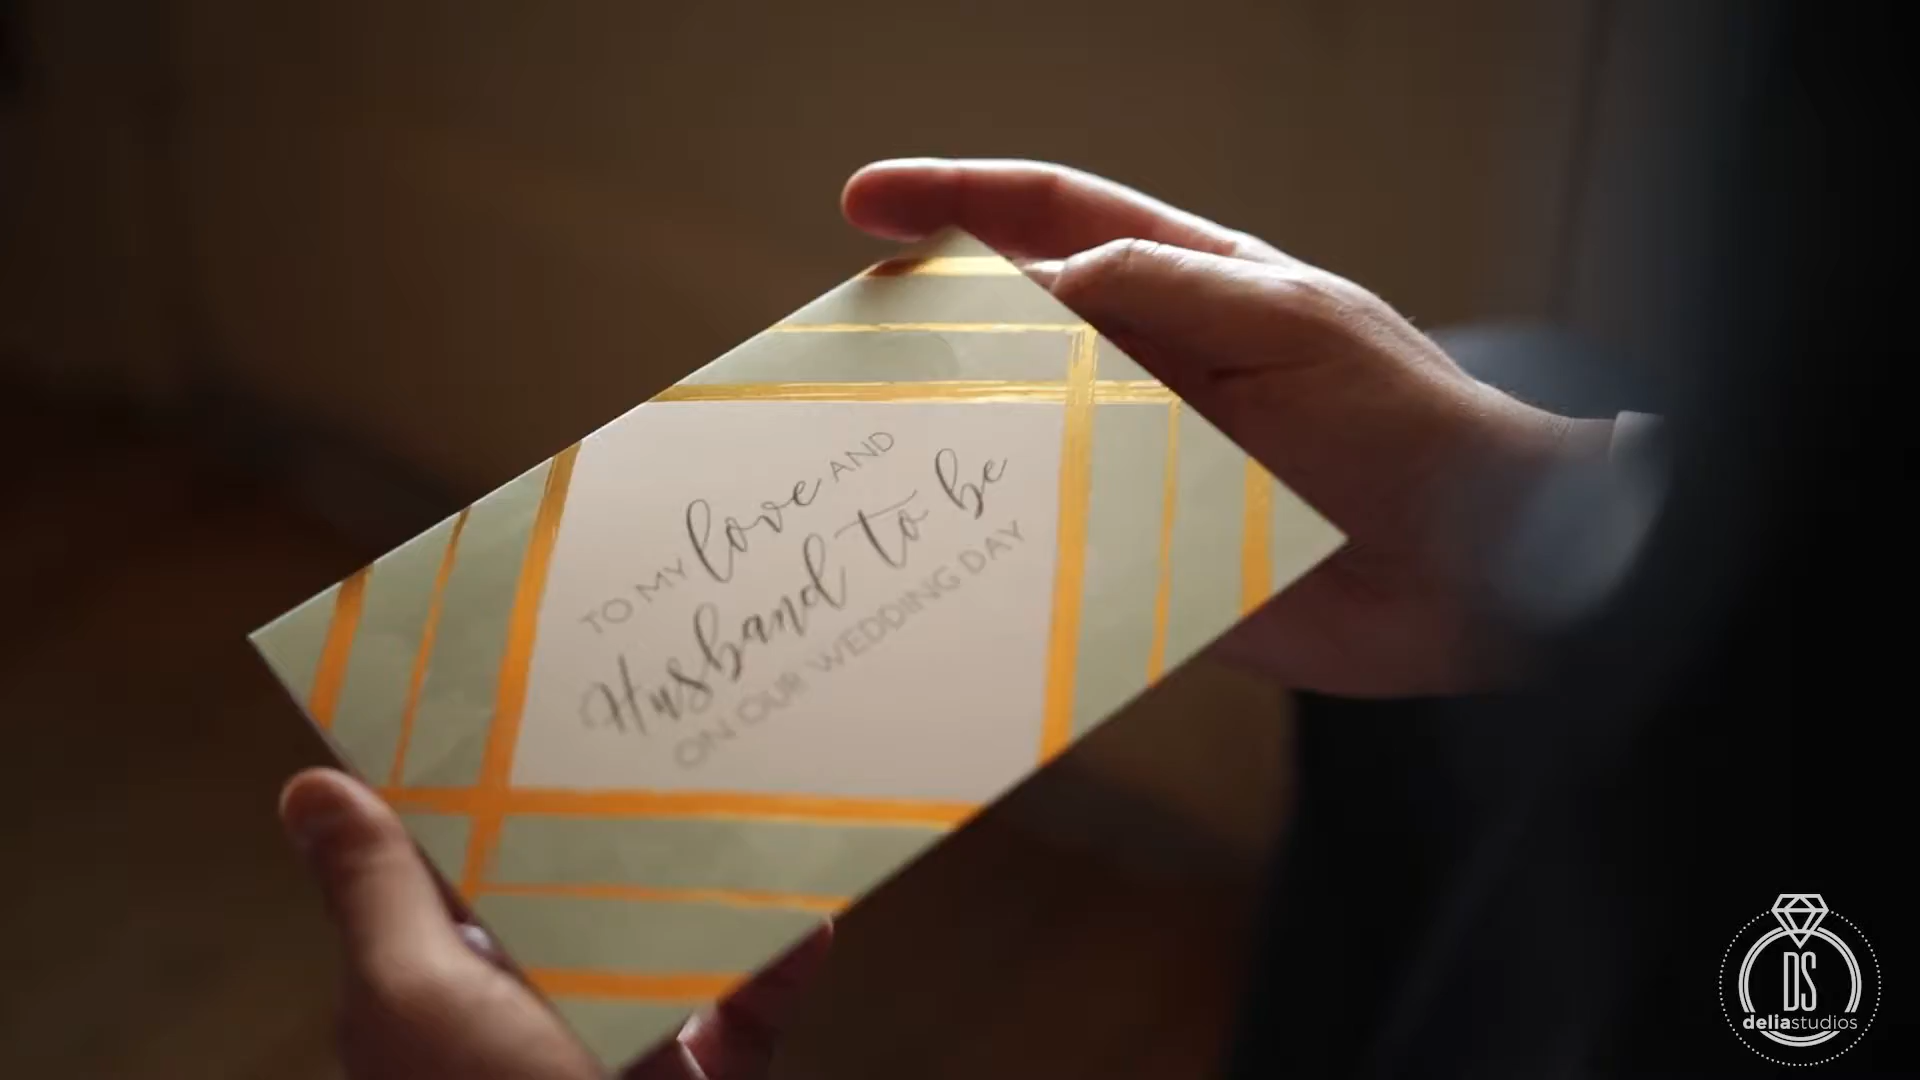 TO MY love AND
Husband to be
ON OUR WEDDING DAY
DS
deliastudios